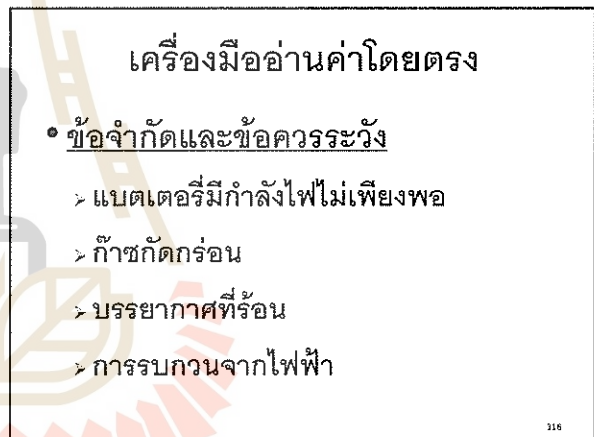 เครื่องมืออ่านค่าโดยตรง
• ข้อจำกัดและข้อควรระวัง
➢ แบตเตอรี่มีกำลังไฟไม่เพียงพอ
➢ ก๊าซกัดกร่อน
➢ บรรยากาศที่ร้อน
➢ การรบกวนจากไฟฟ้า
116